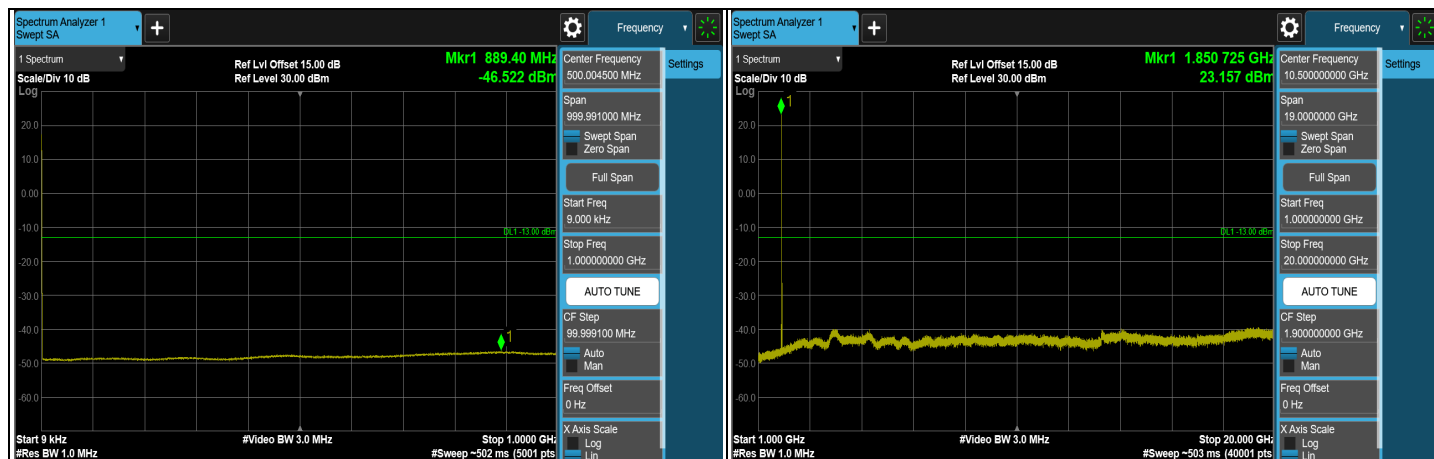 Spectrum Analyzer 1
Swept SA
+
Frequency
1 Spectrum
Scale/Div 10 dB
Ref Lvl Offset 15.00 dB
Ref Level 30.00 dBm
Mkr1 889.40 MHz
-46.522 dBm
Log
20.0
10.0
0.00
-10.0
-20.0
-30.0
-40.0
-50.0
-60.0
DL1 -13.00 dBm
1
Start 9 kHz
#Res BW 1.0 MHz
#Video BW 3.0 MHz
Stop 1.0000 GHz
#Sweep ~502 ms (5001 pts)
Center Frequency
500.004500 MHz
Settings
Span
999.991000 MHz
Swept Span
Zero Span
Full Span
Start Freq
9.000 kHz
Stop Freq
1.000000000 GHz
AUTO TUNE
CF Step
99.999100 MHz
Auto
Man
Freq Offset
0 Hz
X Axis Scale
Log
Lin
Spectrum Analyzer 1
Swept SA
+
Frequency
1 Spectrum
Scale/Div 10 dB
Ref Lvl Offset 15.00 dB
Ref Level 30.00 dBm
Mkr1 1.850 725 GHz
23.157 dBm
Log
1
20.0
10.0
0.00
-10.0
-20.0
-30.0
-40.0
-50.0
-60.0
DL1 -13.00 dBm
Start 1.000 GHz
#Res BW 1.0 MHz
#Video BW 3.0 MHz
Stop 20.000 GHz
#Sweep ~503 ms (40001 pts)
Center Frequency
10.500000000 GHz
Settings
Span
19.0000000 GHz
Swept Span
Zero Span
Full Span
Start Freq
1.000000000 GHz
Stop Freq
20.000000000 GHz
AUTO TUNE
CF Step
1.900000000 GHz
Auto
Man
Freq Offset
0 Hz
X Axis Scale
Log
Lin